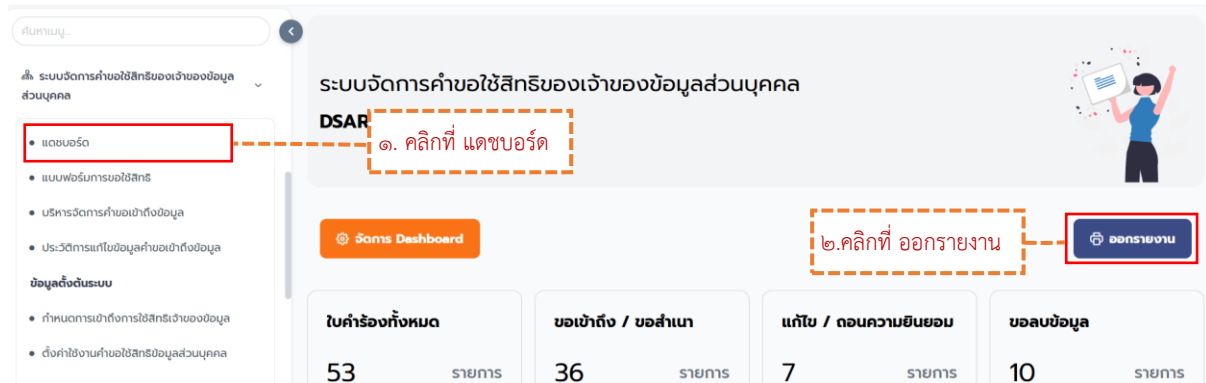 ค้นหาเมนู...
ระบบจัดการคำขอใช้สิทธิของเจ้าของข้อมูล
ส่วนบุคคล
แดชบอร์ด
แบบฟอร์มการขอใช้สิทธิ
บริหารจัดการคำขอเข้าถึงข้อมูล
ประวัติการแก้ไขข้อมูลคำขอเข้าถึงข้อมูล
ข้อมูลตั้งต้นระบบ
กำหนดการเข้าถึงการใช้สิทธิเจ้าของข้อมูล
ตั้งค่าใช้งานคำขอใช้สิทธิข้อมูลส่วนบุคคล
ระบบจัดการคำขอใช้สิทธิของเจ้าของข้อมูลส่วนบุคคล
DSAR
๑. คลิกที่ แดชบอร์ด
จัดการ Dashboard
๒.คลิกที่ ออกรายงาน
ออกรายงาน
ใบคำร้องทั้งหมด
53 รายการ
ขอเข้าถึง / ขอสำเนา
36 รายการ
แก้ไข / ถอนความยินยอม
7 รายการ
ขอลบข้อมูล
10 รายการ